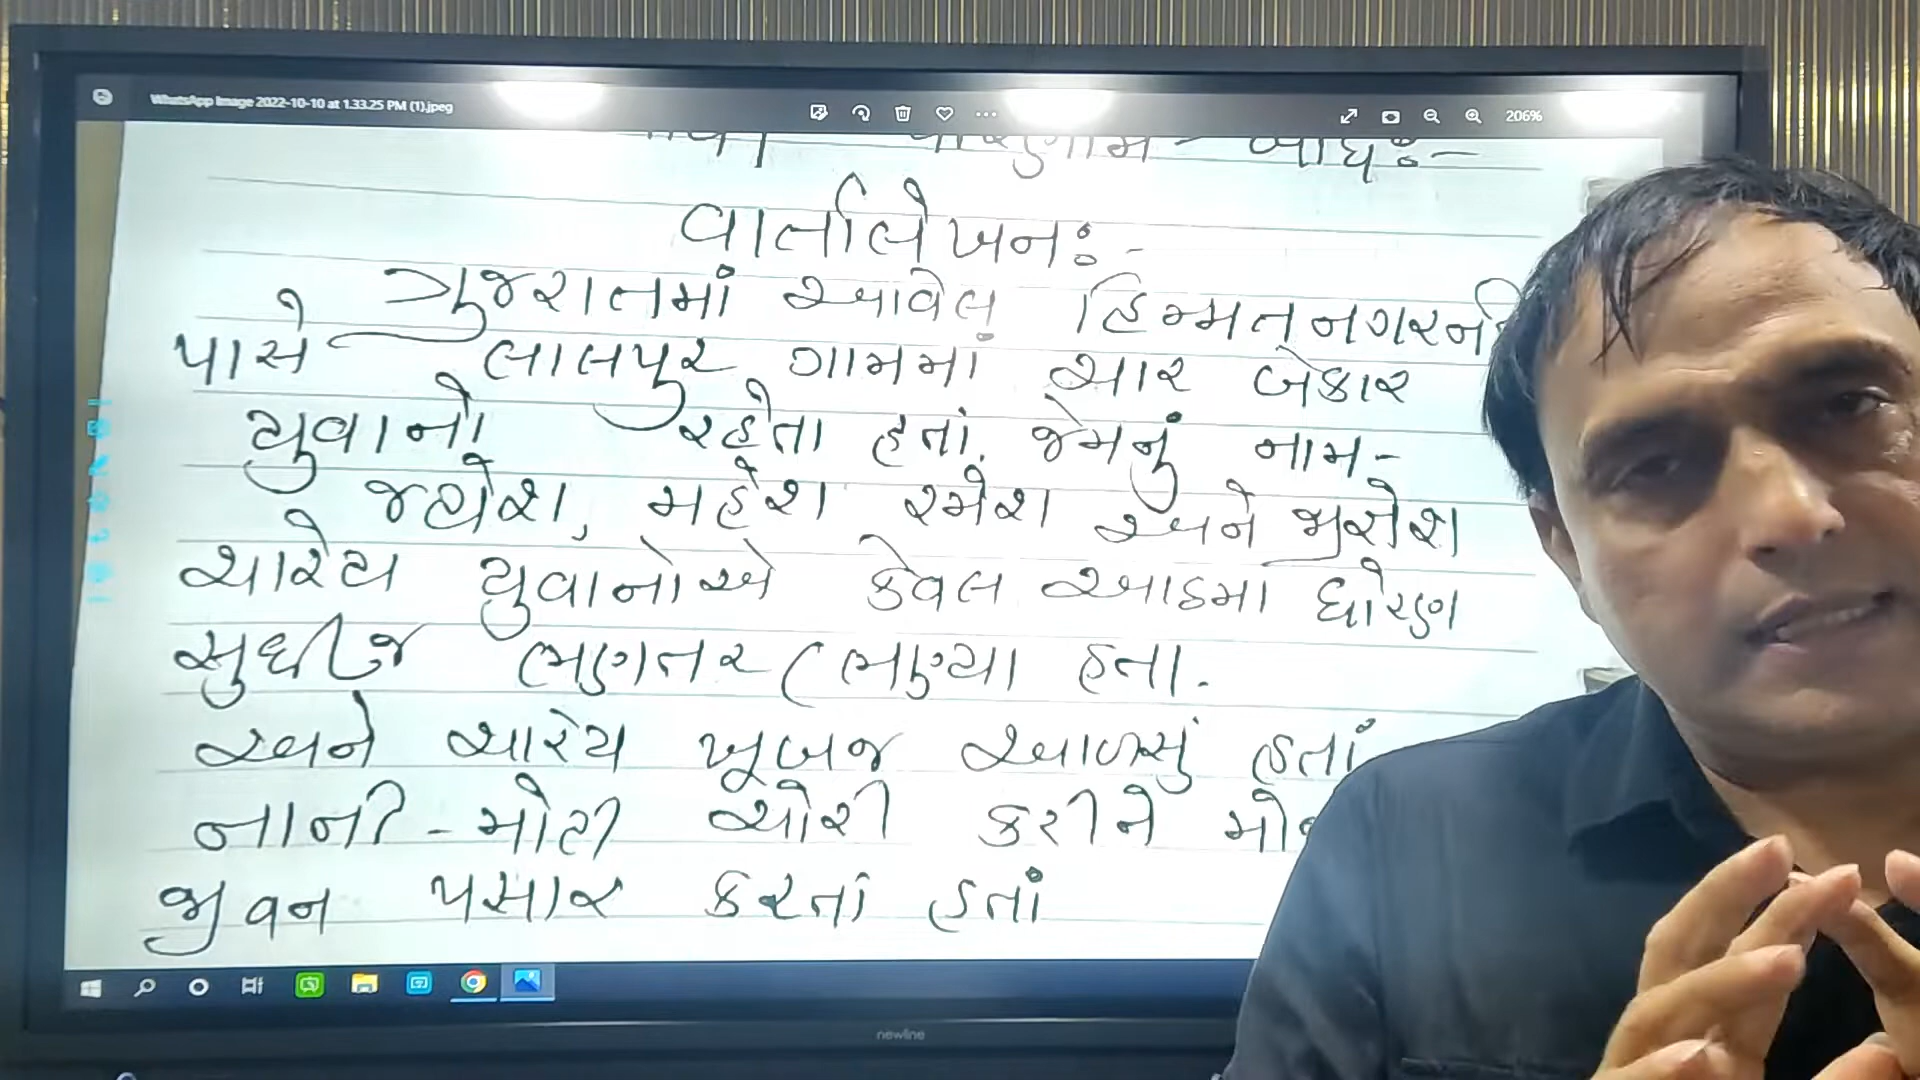 WhatsApp Image 2022-10-10 at 1.33.25 PM (1).jpeg
206%
વાર્તાલેખનઃ-
ગુજરાતમાં આવેલ હિમ્મતનગરની
પાસે લાલપુર ગામમાં ચાર બેકાર
યુવાનો રહેતા હતાં. જેમનું નામ-
મહેશ રમેશ અને
ચારેય યુવાનોએ કેવલ આઠમા ધોરણ
સુધી જ ભણતર ( ભણ્યા હતા.
અને ચારેય ખૂબજ આળસું હતાં
નાની - મોટી ચોરી કરીને
જીવન પસાર કરતાં હતાં
newline